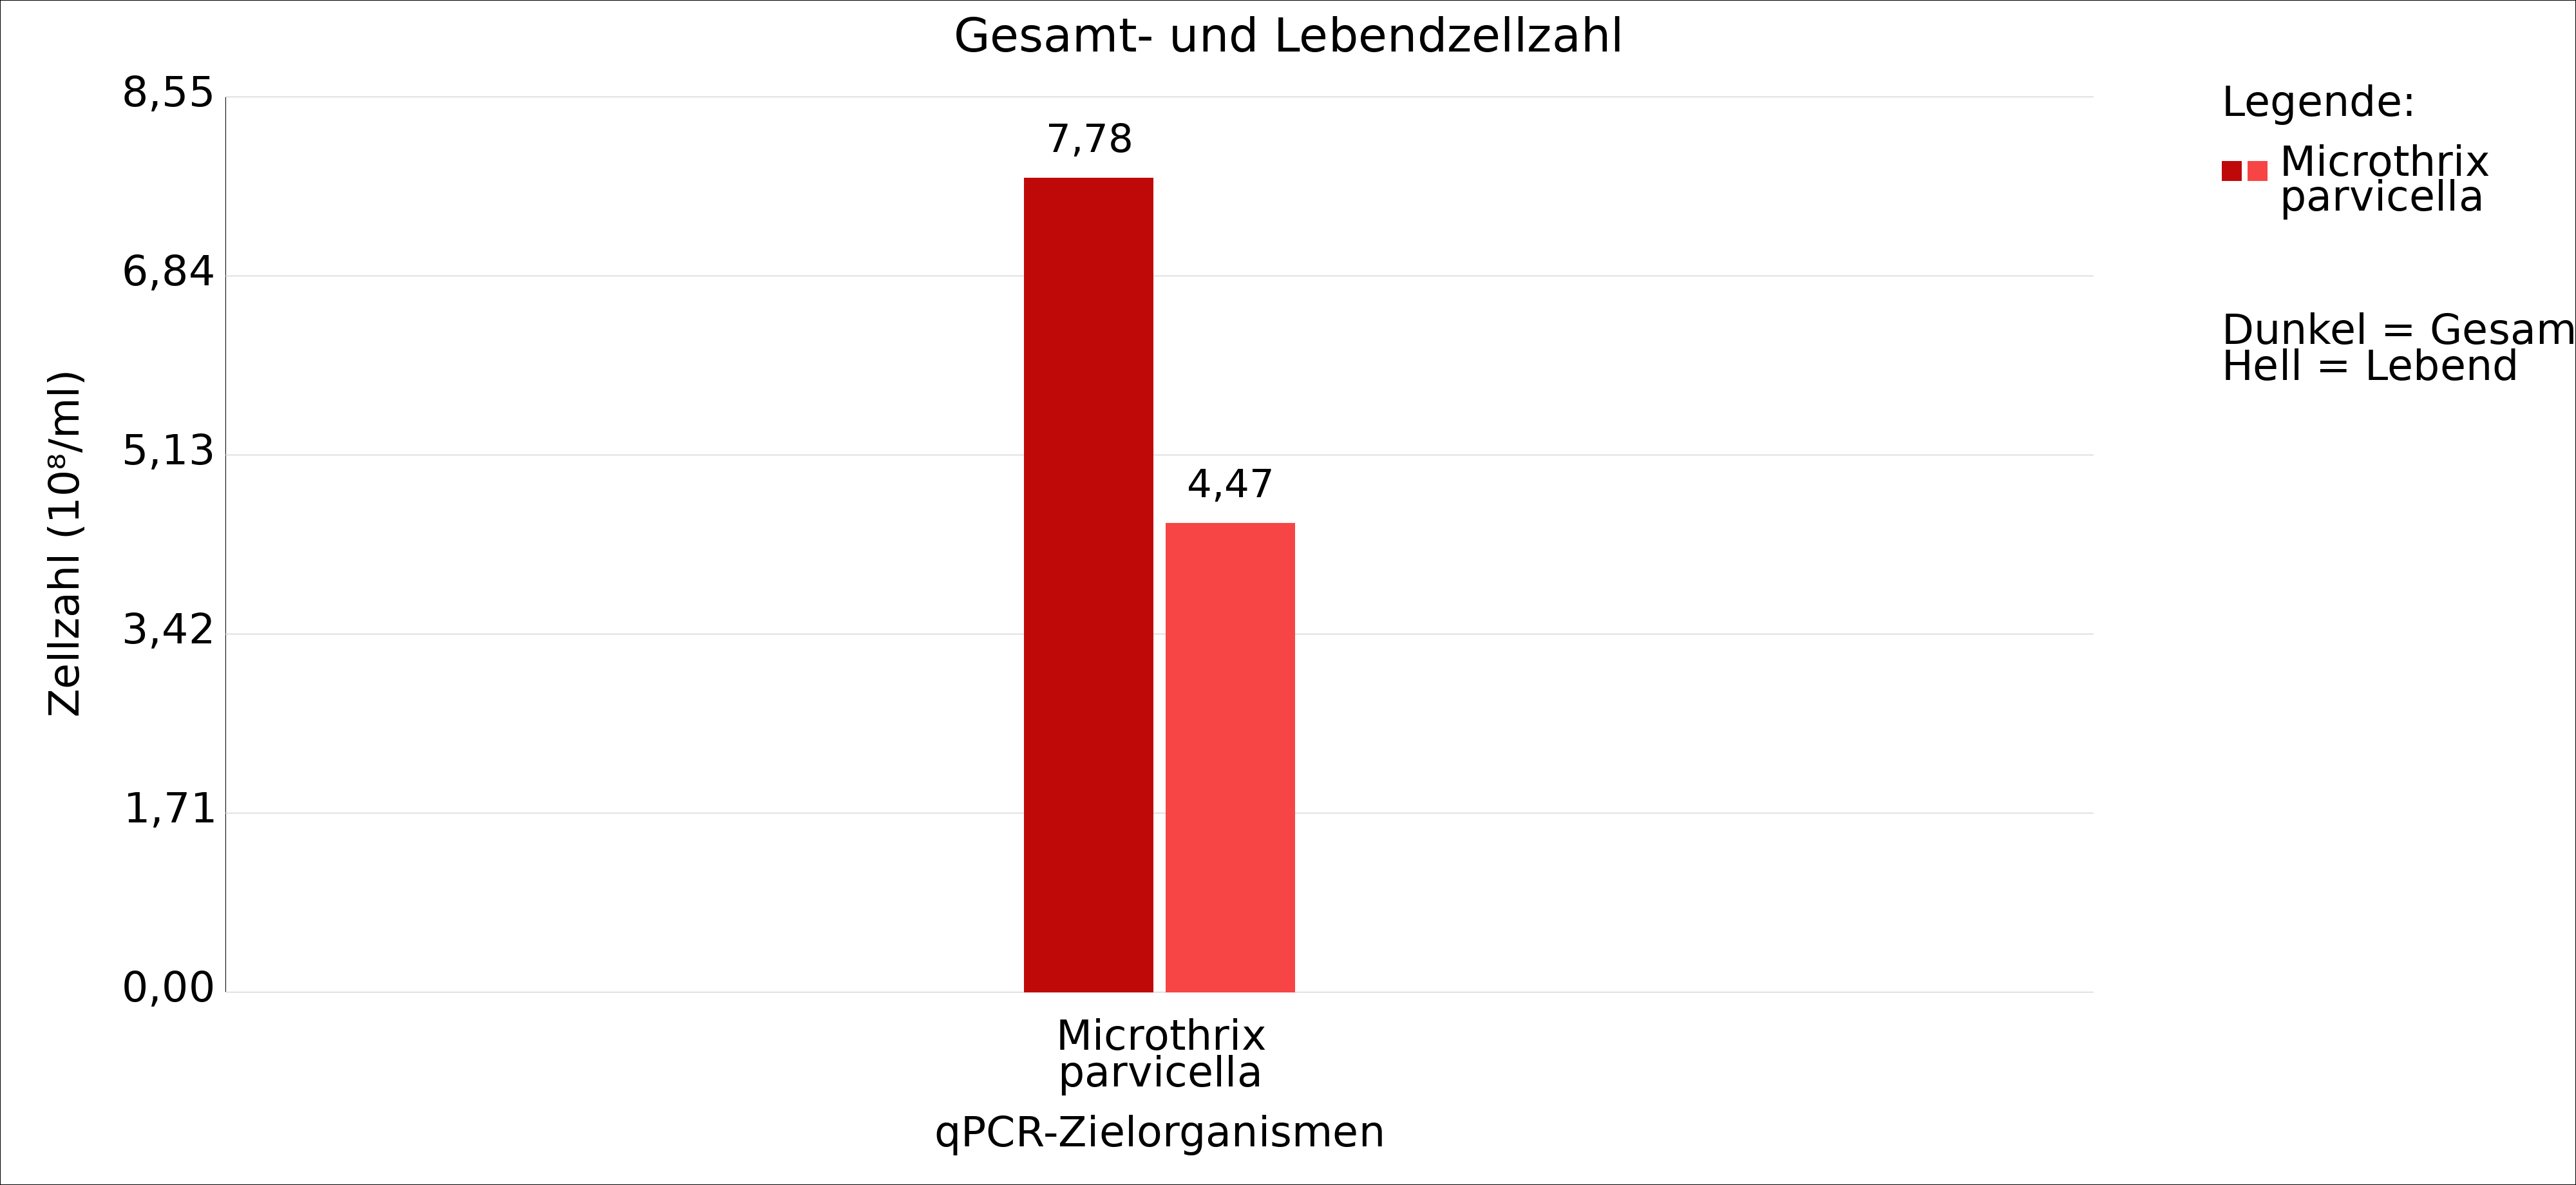 Gesamt- und Lebendzellzahl
8,55
6,84
5,13
3,42
1,71
0,00
Zellzahl (10⁸/ml)
7,78
4,47
Microthrix
parvicella
qPCR-Zielorganismen
Legende:
Microthrix
parvicella
Dunkel = Gesam
Hell = Lebend